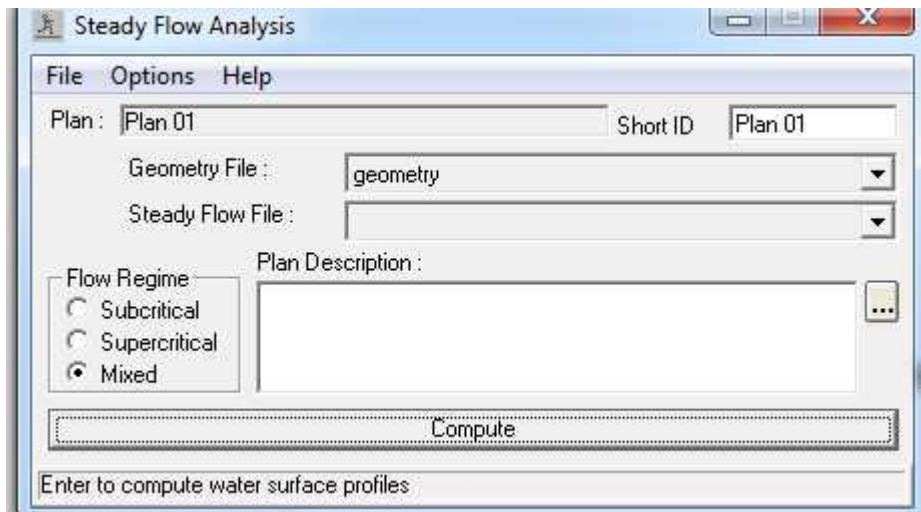 Steady Flow Analysis
File Options Help
Plan : Plan 01 Short ID Plan 01
Geometry File : geometry
Steady Flow File :
Flow Regime Plan Description :
Subcritical
Supercritical
Mixed
...
Compute
Enter to compute water surface profiles